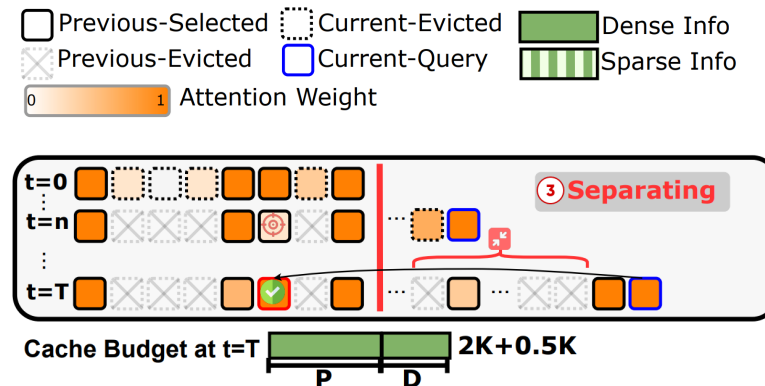 Previous-Selected Current-Evicted Dense Info
Previous-Evicted Current-Query Sparse Info
0 1 Attention Weight
t=0
⋮
t=n ... 3 Separating
⋮
t=T ... ...
Cache Budget at t=T 2K+0.5K
P D